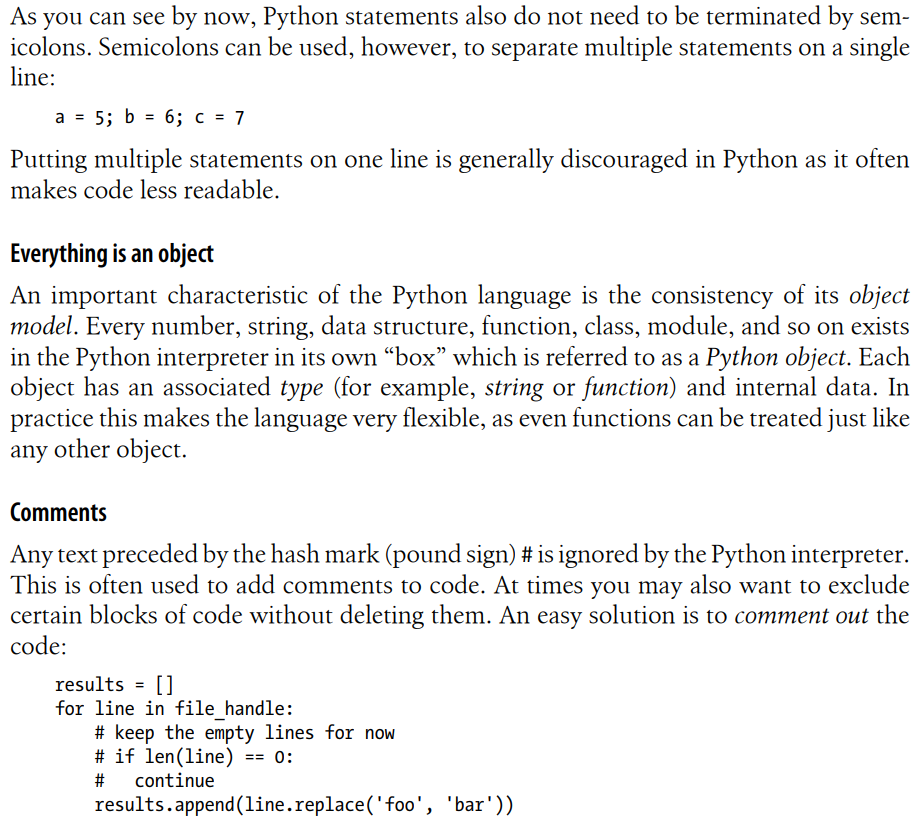 As you can see by now, Python statements also do not need to be terminated by sem-
icolons. Semicolons can be used, however, to separate multiple statements on a single
line:
a = 5; b = 6; c = 7
Putting multiple statements on one line is generally discouraged in Python as it often
makes code less readable.
Everything is an object
An important characteristic of the Python language is the consistency of its object
model. Every number, string, data structure, function, class, module, and so on exists
in the Python interpreter in its own “box” which is referred to as a Python object. Each
object has an associated type (for example, string or function) and internal data. In
practice this makes the language very flexible, as even functions can be treated just like
any other object.
Comments
Any text preceded by the hash mark (pound sign) # is ignored by the Python interpreter.
This is often used to add comments to code. At times you may also want to exclude
certain blocks of code without deleting them. An easy solution is to comment out the
code:
results = []
for line in file_handle:
    # keep the empty lines for now
    # if len(line) == 0:
    #   continue
    results.append(line.replace('foo', 'bar'))